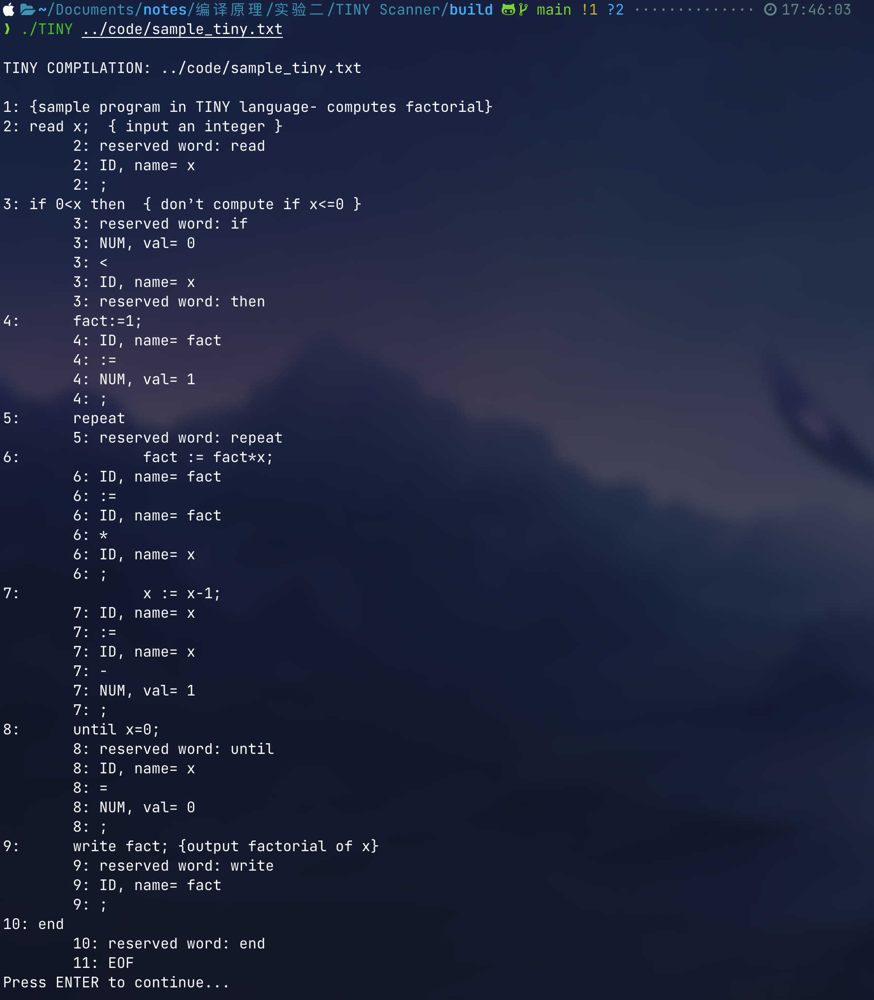 ~/Documents/notes/编译原理/实验二/TINY Scanner/build main !1 ?2 ·············· 17:46:03
❯ ./TINY ../code/sample_tiny.txt
TINY COMPILATION: ../code/sample_tiny.txt
1: {sample program in TINY language- computes factorial}
2: read x;  { input an integer }
2: reserved word: read
2: ID, name= x
2: ;
3: if 0<x then  { don’t compute if x<=0 }
3: reserved word: if
3: NUM, val= 0
3: <
3: ID, name= x
3: reserved word: then
4:      fact:=1;
4: ID, name= fact
4: :=
4: NUM, val= 1
4: ;
5:      repeat
5: reserved word: repeat
6:              fact := fact*x;
6: ID, name= fact
6: :=
6: ID, name= fact
6: *
6: ID, name= x
6: ;
7:              x := x-1;
7: ID, name= x
7: :=
7: ID, name= x
7: -
7: NUM, val= 1
7: ;
8:      until x=0;
8: reserved word: until
8: ID, name= x
8: =
8: NUM, val= 0
8: ;
9:      write fact; {output factorial of x}
9: reserved word: write
9: ID, name= fact
9: ;
10: end
10: reserved word: end
11: EOF
Press ENTER to continue...